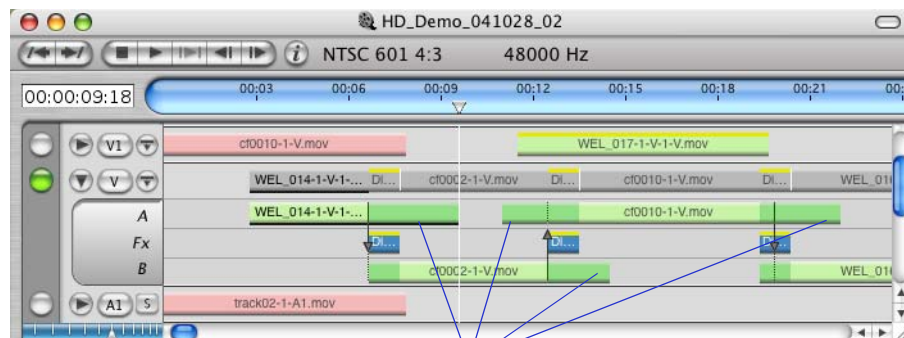 HD_Demo_041028_02
i NTSC 601 4:3 48000 Hz
00:00:09:18 00:03 00:06 00:09 00:12 00:15 00:18 00:21 00:
V1 cf0010-1-V.mov WEL_017-1-V-1-V.mov
V WEL_014-1-V-1-... Di... cf0002-1-V.mov Di... cf0010-1-V.mov Di... WEL_01
A WEL_014-1-V-1-... cf0010-1-V.mov
Fx Di... Di... Di...
B cf0002-1-V.mov WEL_01
A1 S track02-1-A1.mov